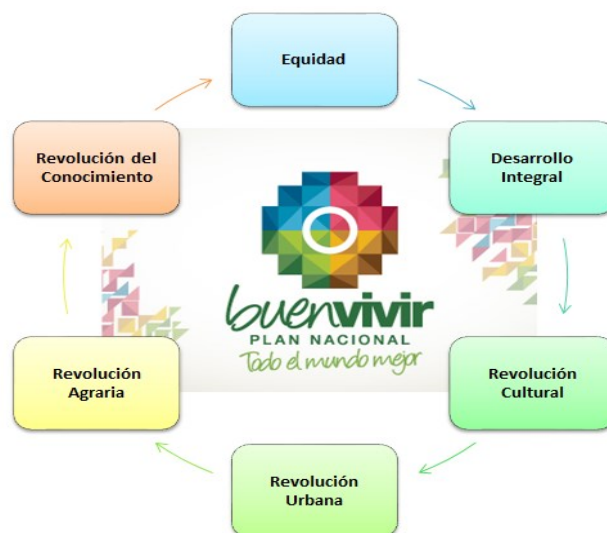 Equidad
Desarrollo
Integral
Revolución
Cultural
Revolución
Urbana
Revolución
Agraria
Revolución del
Conocimiento
buenvivir
PLAN NACIONAL
Todo el mundo mejor